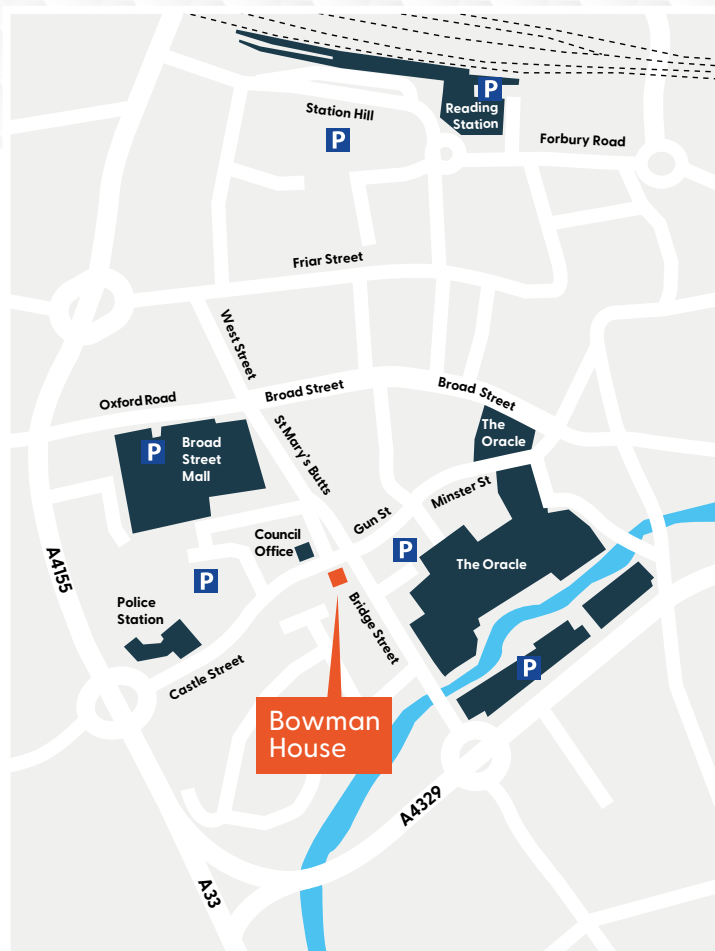 P
Reading
Station
Station Hill
P
Forbury Road
Friar Street
West Street
Oxford Road
Broad Street
Broad Street
The
Oracle
P
Broad
Street
Mall
St Mary's Butts
Minster St
Gun St
Council
Office
P
The Oracle
A4155
P
Police
Station
Bridge Street
Castle Street
P
Bowman
House
A4329
A33